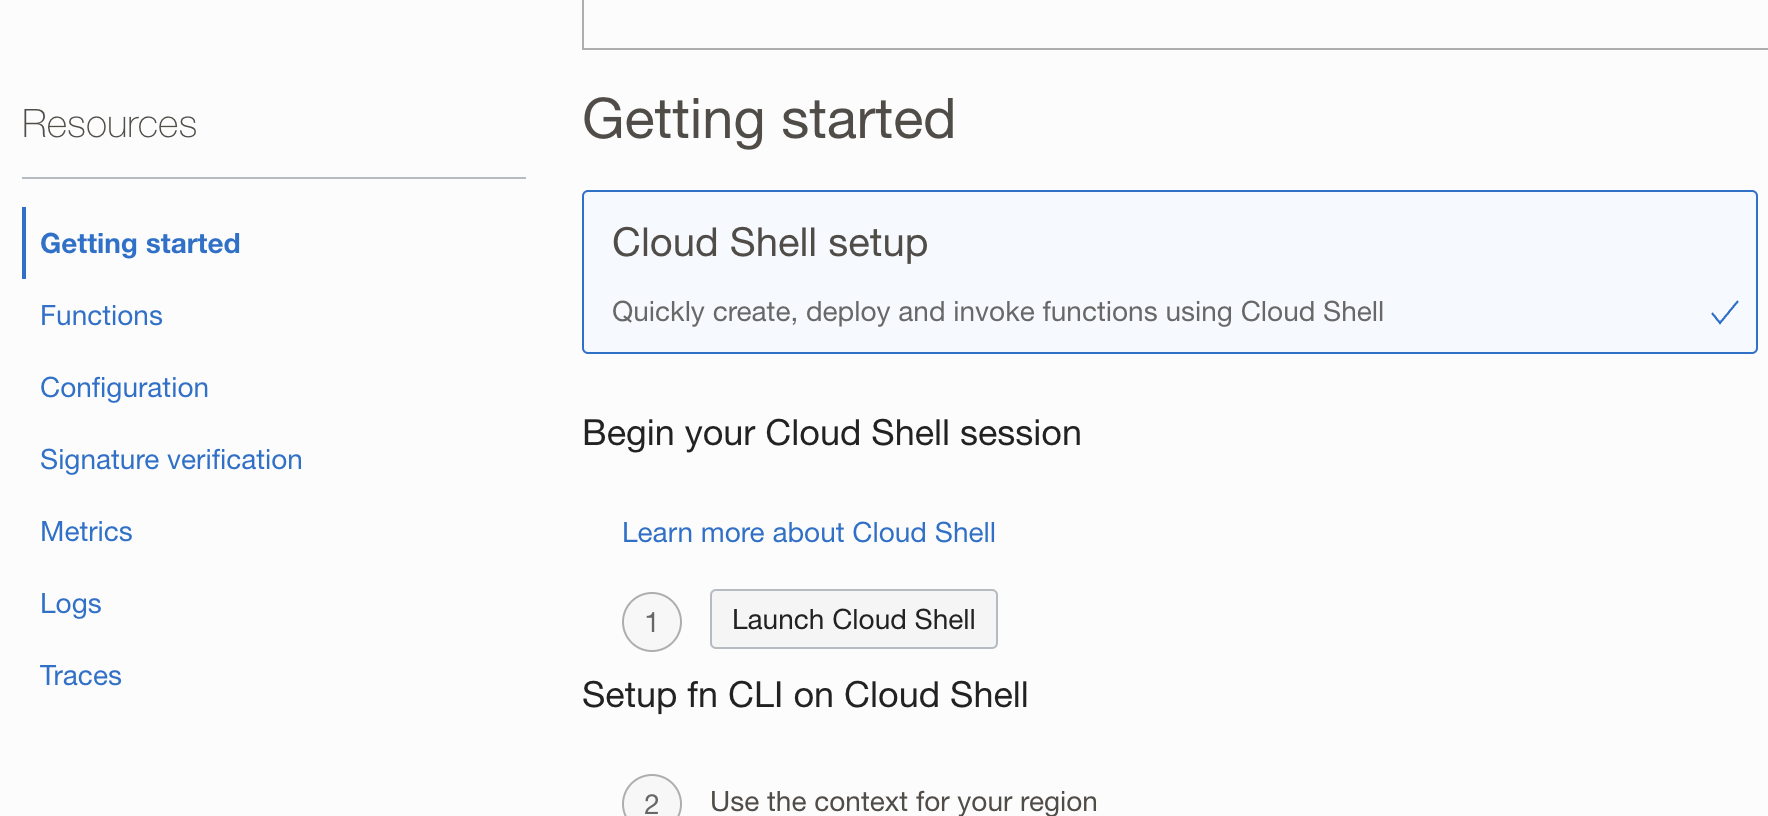 Resources
Getting started
Functions
Configuration
Signature verification
Metrics
Logs
Traces
Getting started
Cloud Shell setup
Quickly create, deploy and invoke functions using Cloud Shell
Begin your Cloud Shell session
Learn more about Cloud Shell
1 Launch Cloud Shell
Setup fn CLI on Cloud Shell
2 Use the context for your region